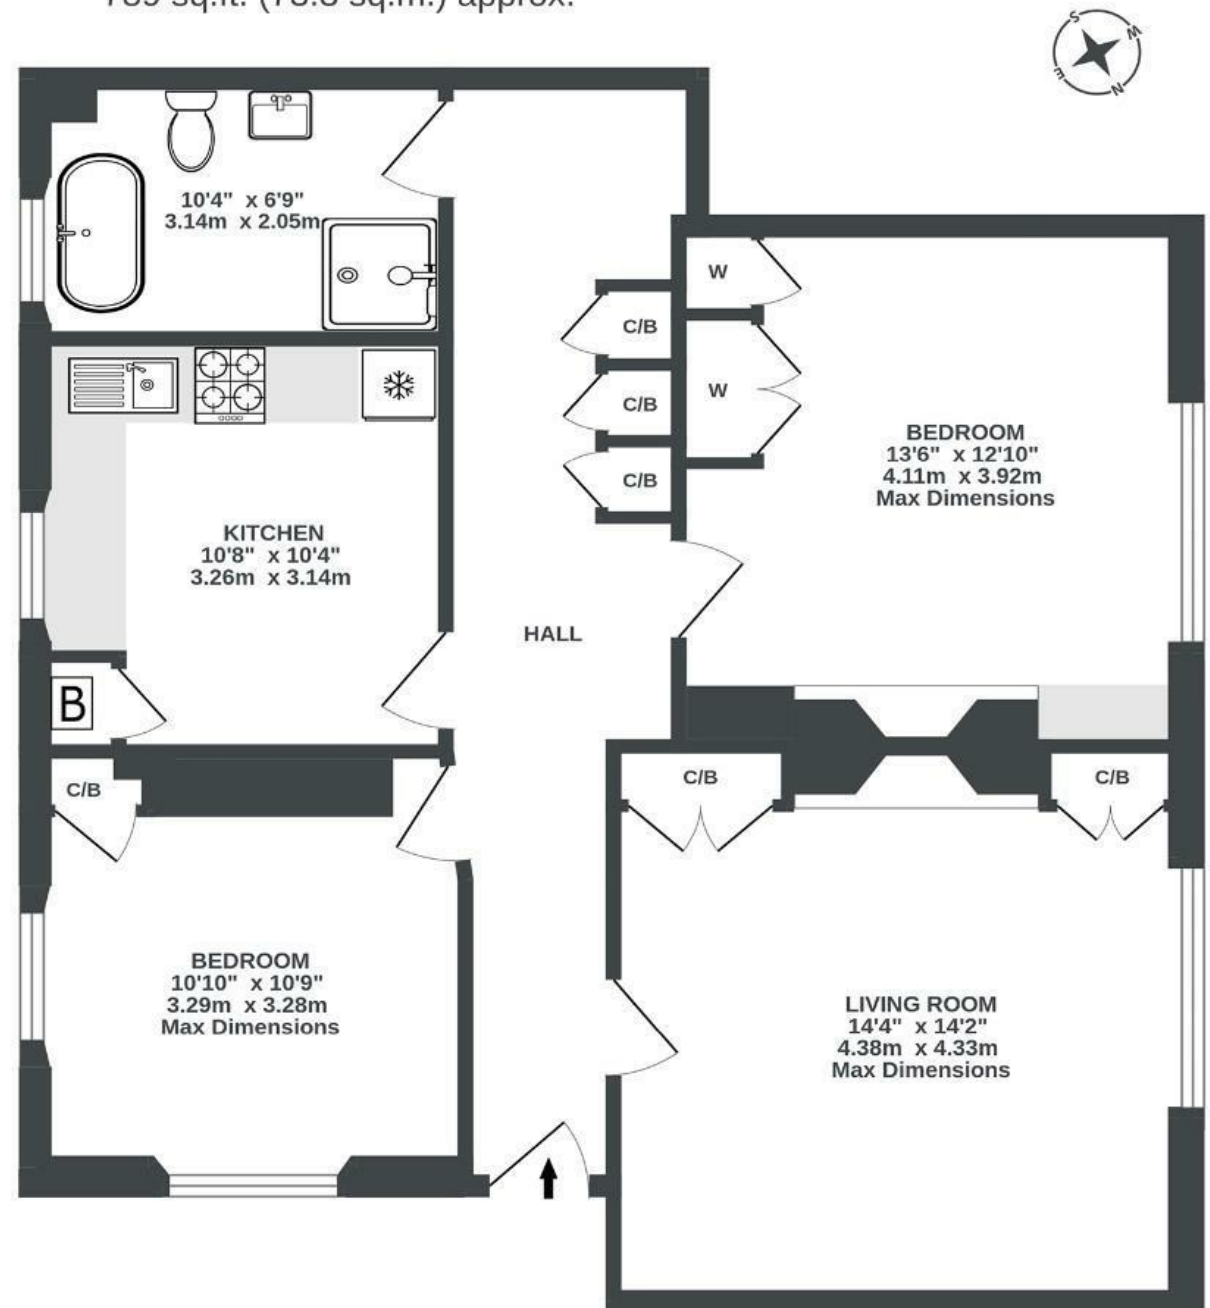 S
W
E
N
10'4" x 6'9"
3.14m x 2.05m
W
C/B
C/B
W
C/B
BEDROOM
13'6" x 12'10"
4.11m x 3.92m
Max Dimensions
KITCHEN
10'8" x 10'4"
3.26m x 3.14m
HALL
B
C/B
C/B
C/B
BEDROOM
10'10" x 10'9"
3.29m x 3.28m
Max Dimensions
LIVING ROOM
14'4" x 14'2"
4.38m x 4.33m
Max Dimensions